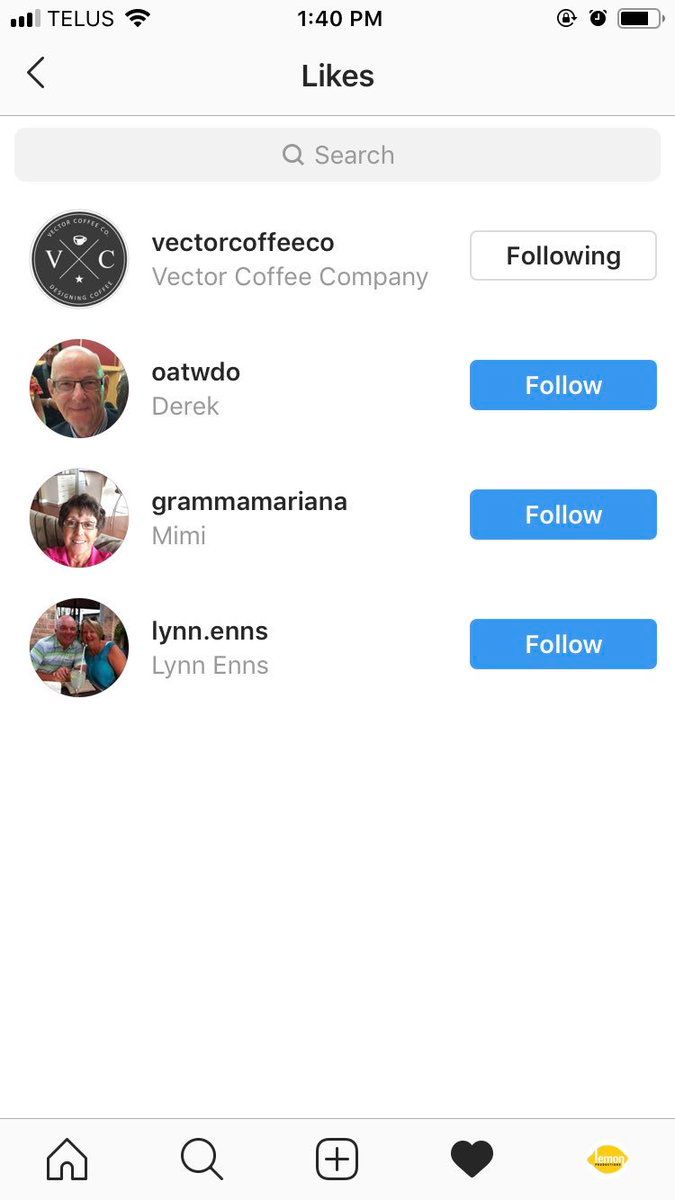 TELUS 1:40 PM
Likes
Search
VECTOR COFFEE CO
V C
DESIGNING COFFEE
vectorcoffeeco
Vector Coffee Company
Following
oatwdo
Derek
Follow
grammamariana
Mimi
Follow
lynn.enns
Lynn Enns
Follow
lemon
PRODUCTIONS